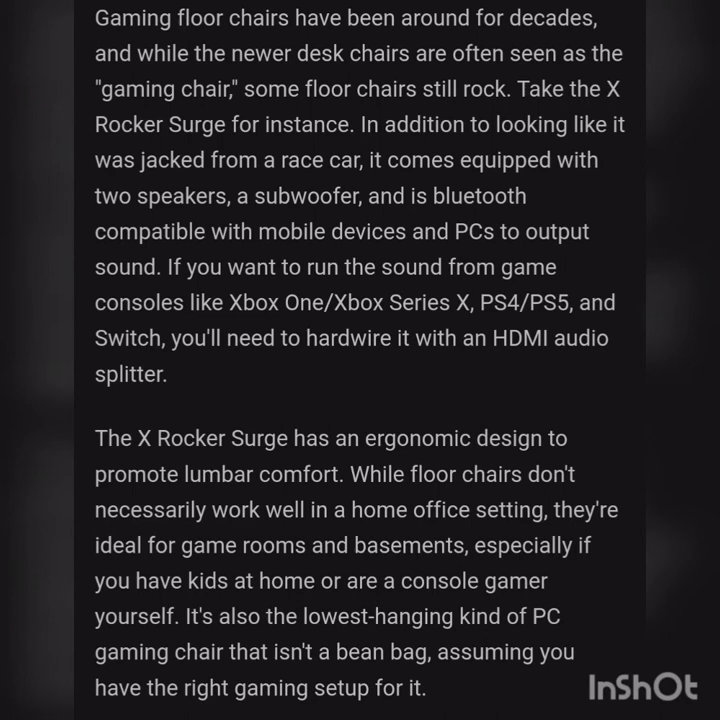 Gaming floor chairs have been around for decades,
and while the newer desk chairs are often seen as the
"gaming chair," some floor chairs still rock. Take the X
Rocker Surge for instance. In addition to looking like it
was jacked from a race car, it comes equipped with
two speakers, a subwoofer, and is bluetooth
compatible with mobile devices and PCs to output
sound. If you want to run the sound from game
consoles like Xbox One/Xbox Series X, PS4/PS5, and
Switch, you'll need to hardwire it with an HDMI audio
splitter.
The X Rocker Surge has an ergonomic design to
promote lumbar comfort. While floor chairs don't
necessarily work well in a home office setting, they're
ideal for game rooms and basements, especially if
you have kids at home or are a console gamer
yourself. It's also the lowest-hanging kind of PC
gaming chair that isn't a bean bag, assuming you
have the right gaming setup for it.
InShOt